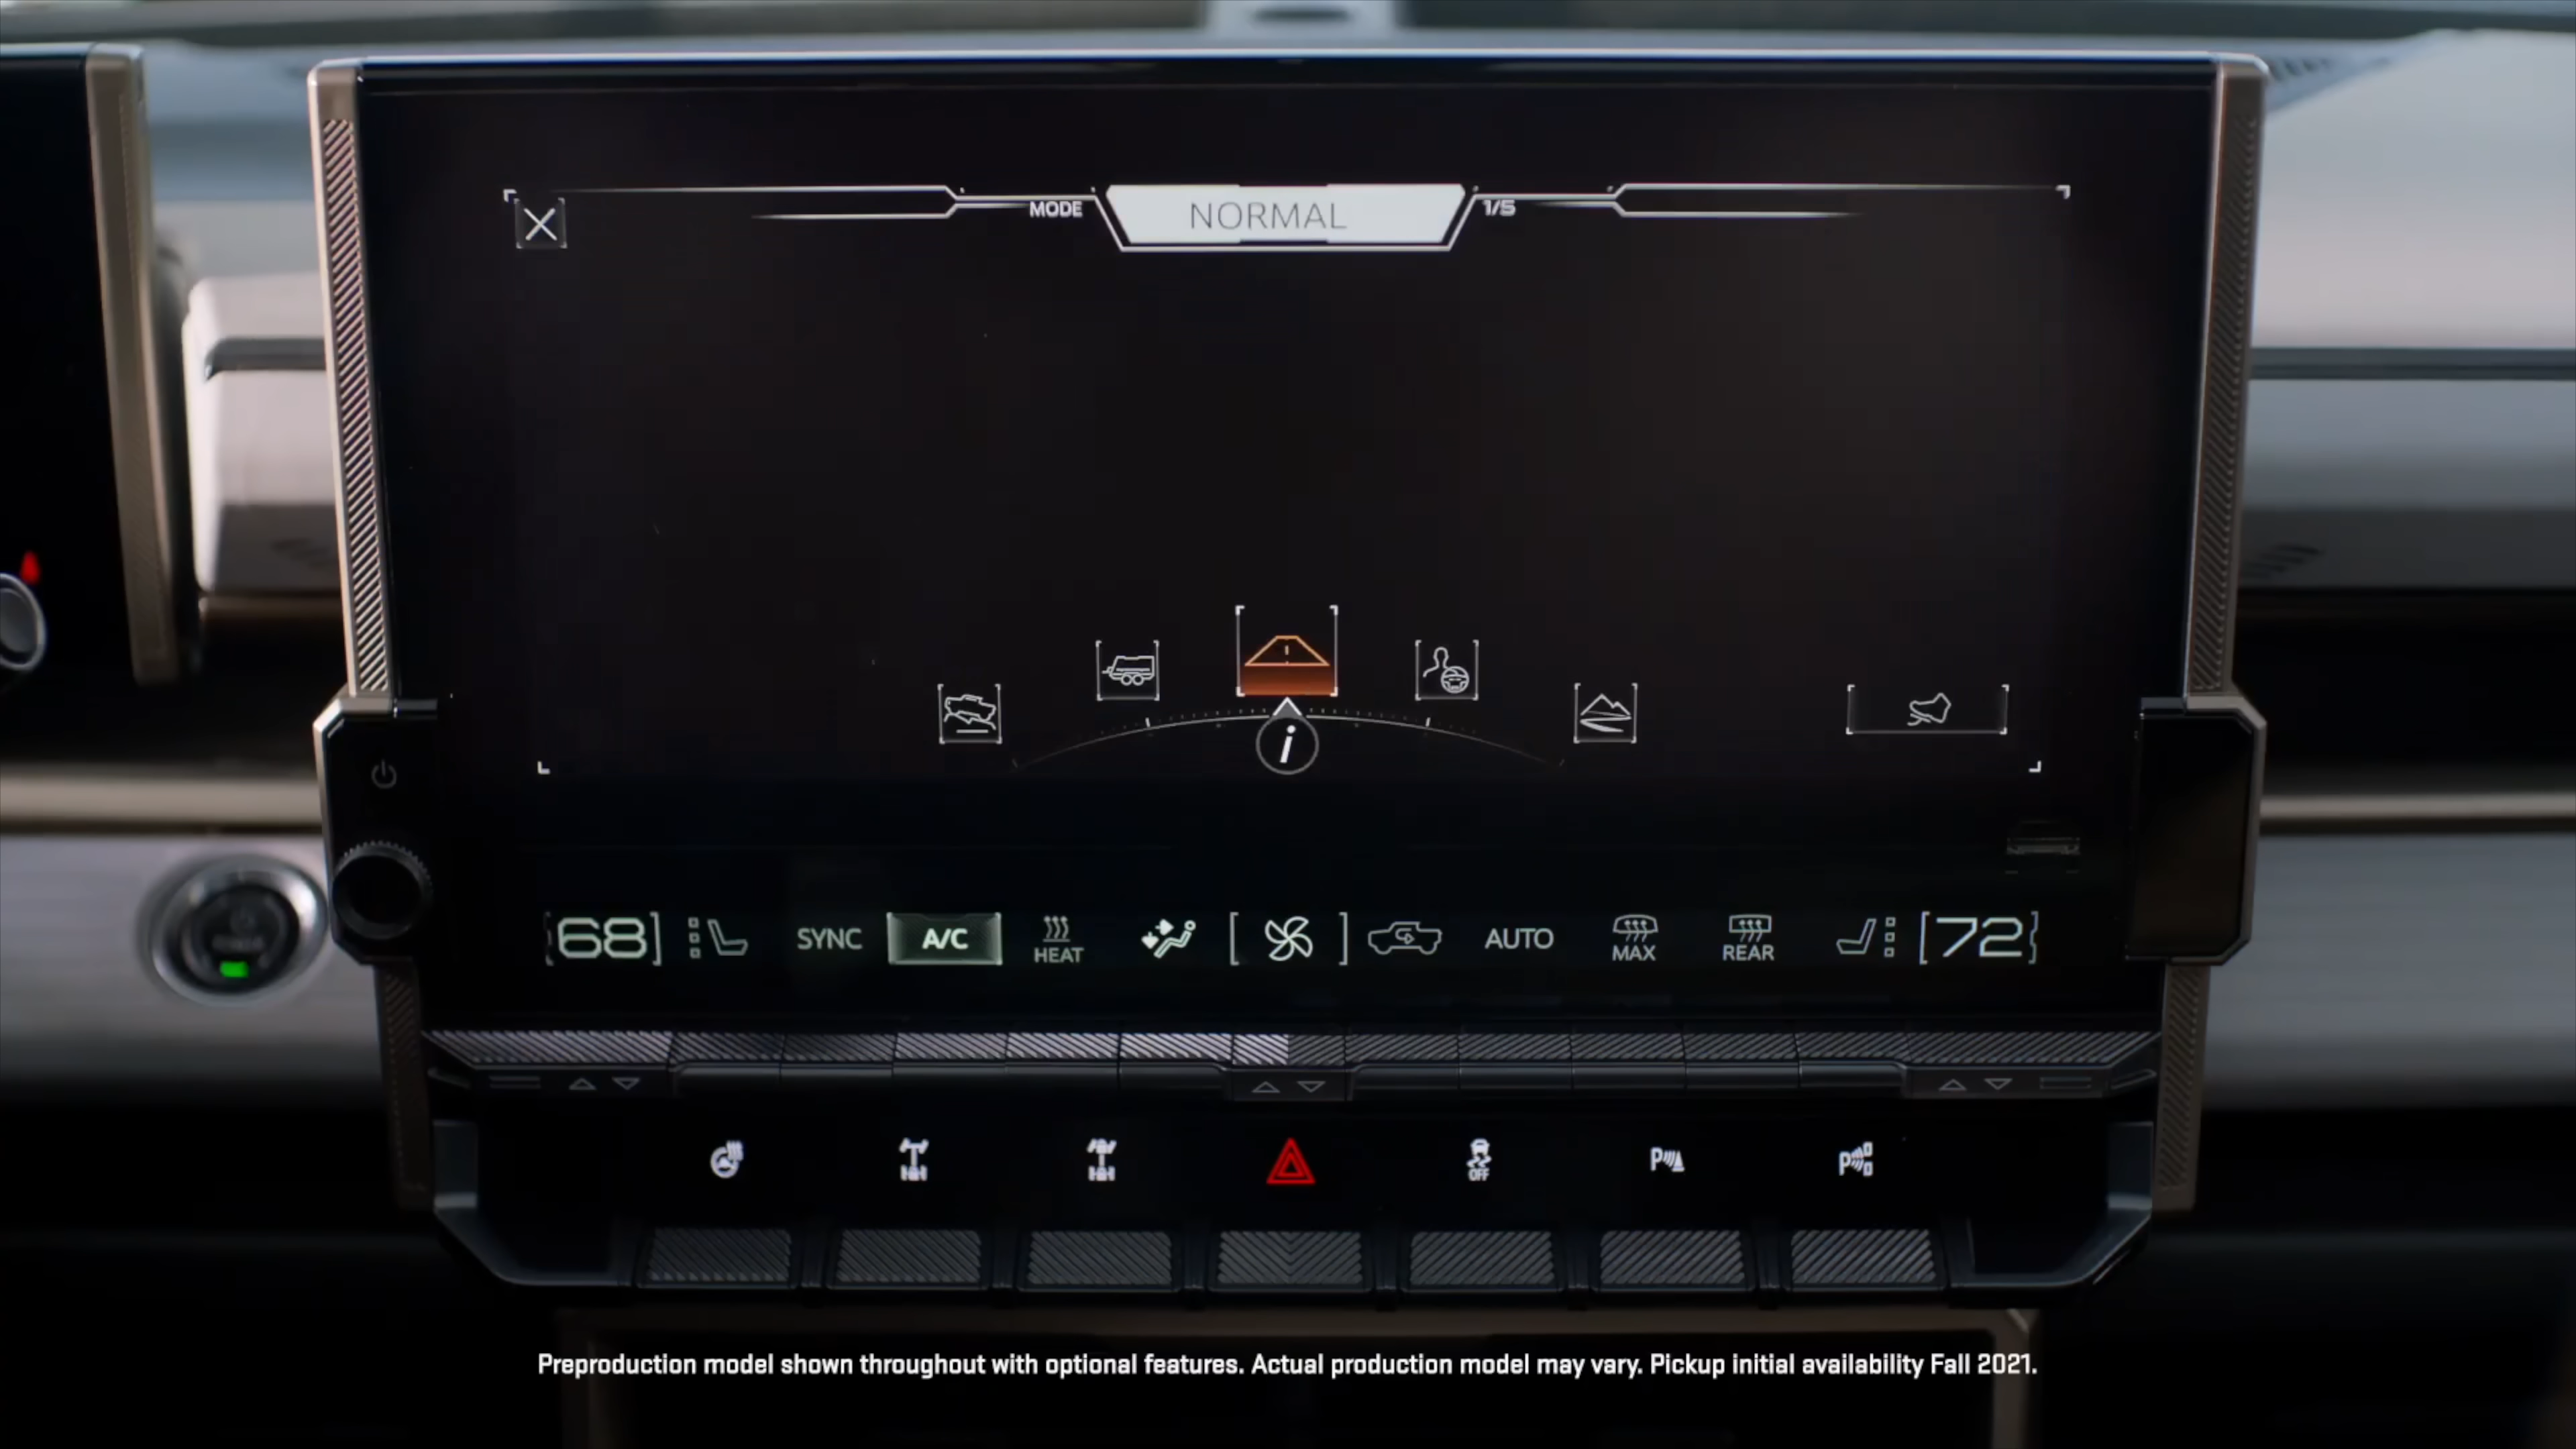 MODE NORMAL 1/5
i
68 SYNC A/C HEAT AUTO MAX REAR 72
OFF P P
Preproduction model shown throughout with optional features. Actual production model may vary. Pickup initial availability Fall 2021.